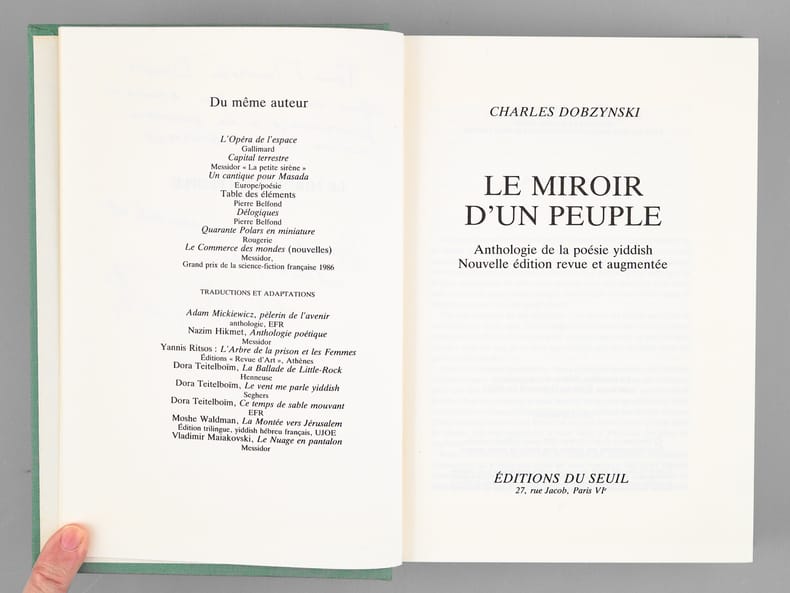 Du même auteur
L'Opéra de l'espace
Gallimard
Capital terrestre
Messidor « La petite sirène »
Un cantique pour Masada
Europe/poésie
Table des éléments
Pierre Belfond
Délogiques
Pierre Belfond
Quarante Polars en miniature
Rougerie
Le Commerce des mondes (nouvelles)
Messidor,
Grand prix de la science-fiction française 1986
TRADUCTIONS ET ADAPTATIONS
Adam Mickiewicz, pèlerin de l'avenir
anthologie, EFR
Nazim Hikmet, Anthologie poétique
Messidor
Yannis Ritsos : L'Arbre de la prison et les Femmes
Éditions « Revue d'Art », Athènes
Dora Teitelboïm, La Ballade de Little-Rock
Henneuse
Dora Teitelboïm, Le vent me parle yiddish
Seghers
Dora Teitelboïm, Ce temps de sable mouvant
EFR
Moshe Waldman, La Montée vers Jérusalem
Édition trilingue, yiddish hébreu français, UJOE
Vladimir Maiakovski, Le Nuage en pantalon
Messidor
CHARLES DOBZYNSKI
LE MIROIR
D'UN PEUPLE
Anthologie de la poésie yiddish
Nouvelle édition revue et augmentée
ÉDITIONS DU SEUIL
27, rue Jacob, Paris VIe